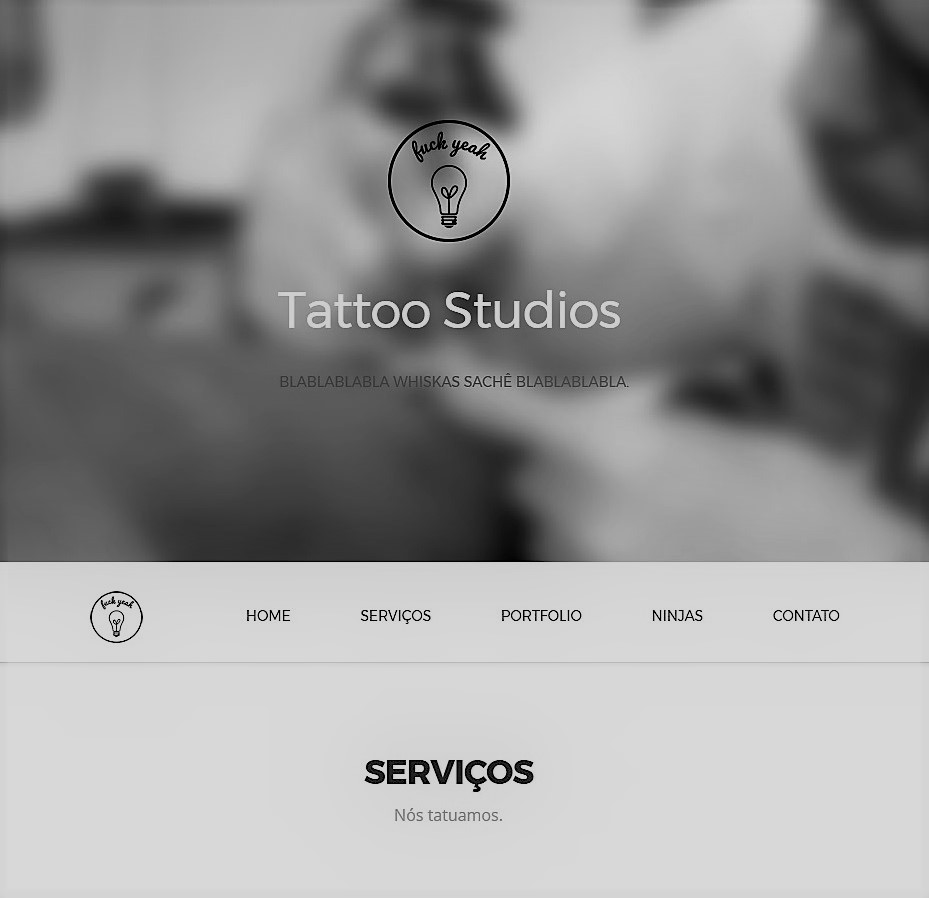 fuck yeah
Tattoo Studios
BLABLABLABLA WHISKAS SACHÊ BLABLABLABLA.
fuck yeah
HOME SERVIÇOS PORTFOLIO NINJAS CONTATO
SERVIÇOS
Nós tatuamos.